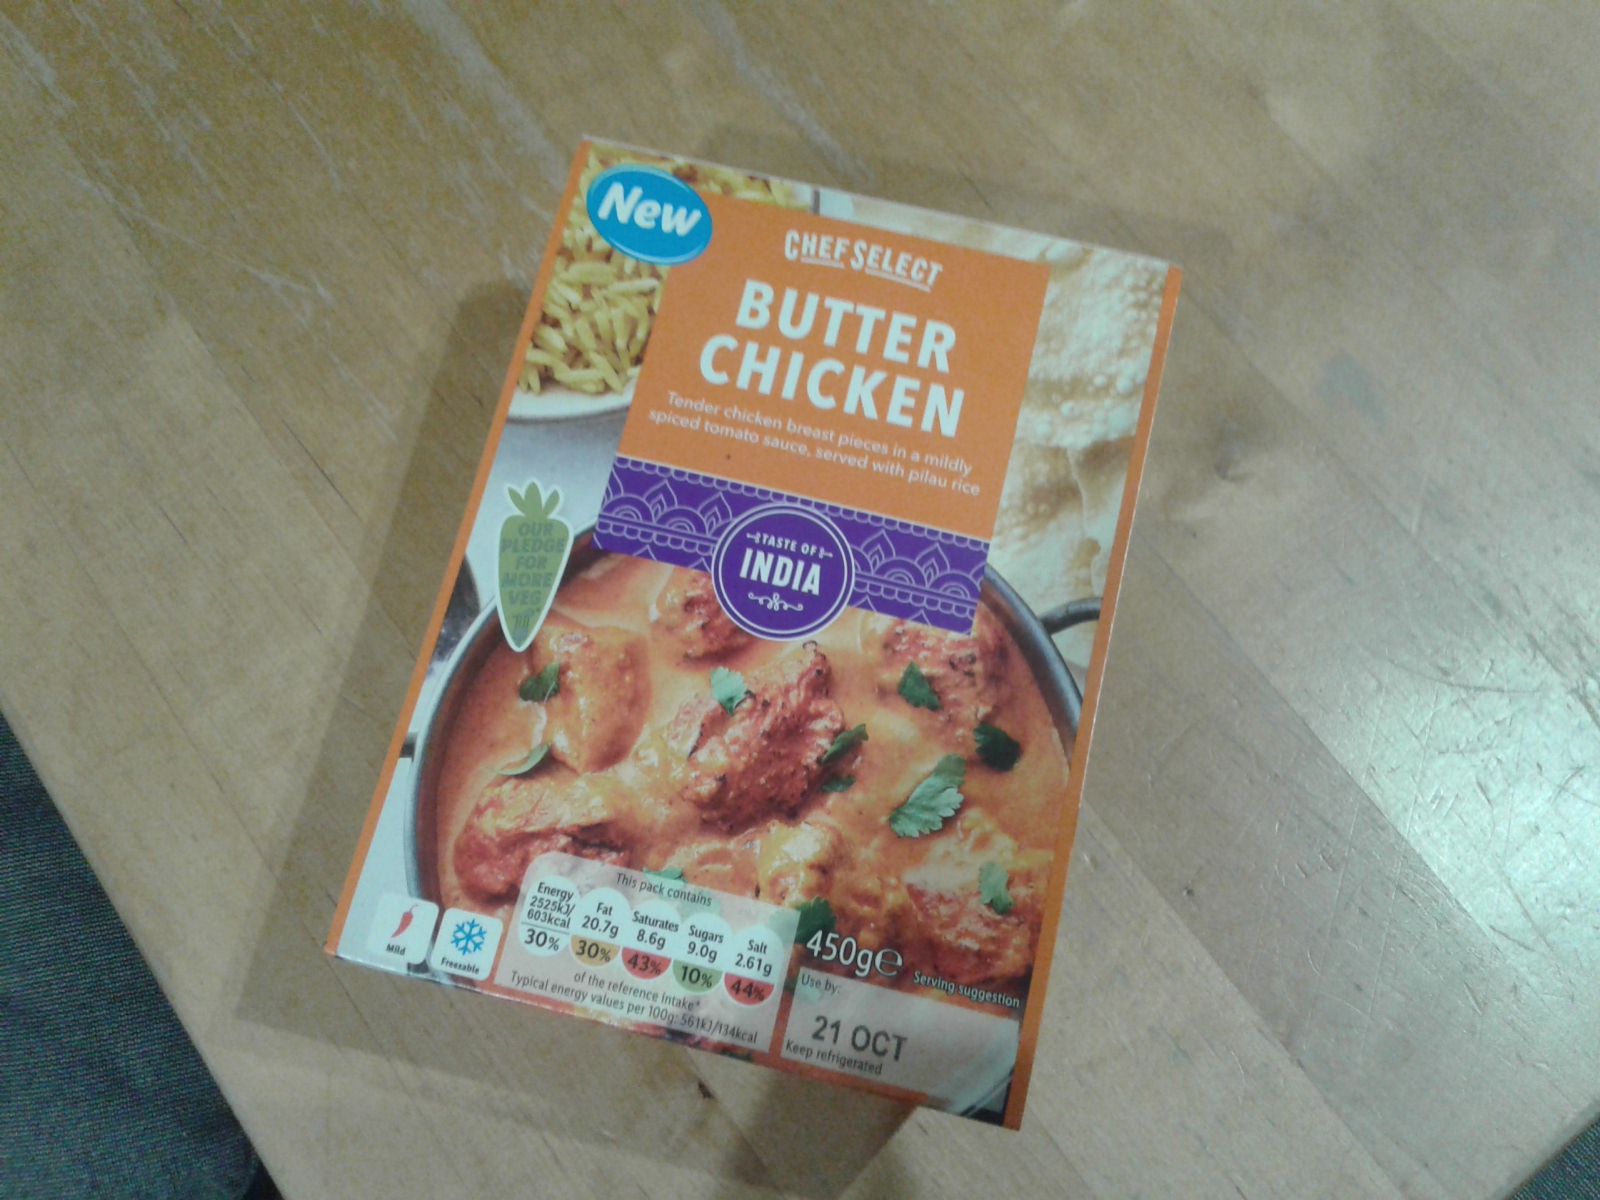 New
CHEF SELECT
BUTTER
CHICKEN
Tender chicken breast pieces in a mildly
spiced tomato sauce, served with pilau rice
TASTE OF
INDIA
OUR
PLEDGE
FOR
MORE
VEG
This pack contains
Energy
2525kJ/
603kcal
30%
Fat
20.7g
30%
Saturates
8.6g
43%
Sugars
9.0g
10%
Salt
2.61g
44%
of the reference intake*
Typical energy values per 100g: 561kJ/134kcal
Mild
Freezable
450g℮
Serving suggestion
Use by:
21 OCT
Keep refrigerated